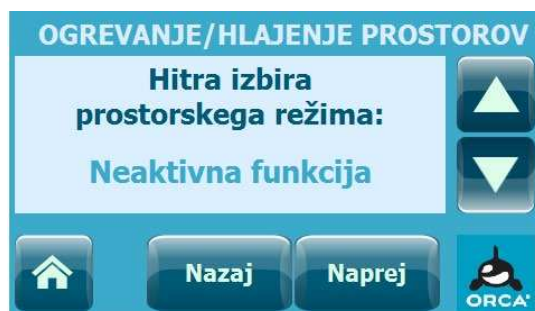 OGREVANJE/HLAJENJE PROSTOROV
Hitra izbira
prostorskega režima:
Neaktivna funkcija
Nazaj
Naprej
ORCA